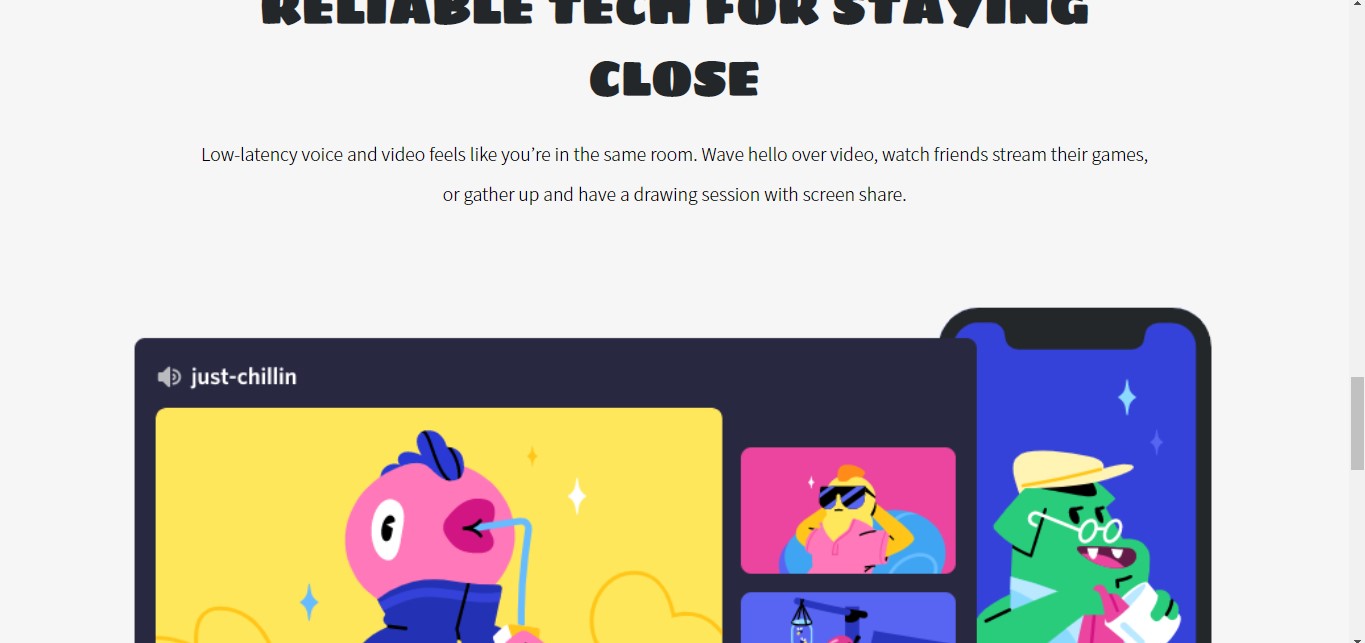 RELIABLE TECH FOR STAYING
CLOSE
Low-latency voice and video feels like you’re in the same room. Wave hello over video, watch friends stream their games,
or gather up and have a drawing session with screen share.
just-chillin